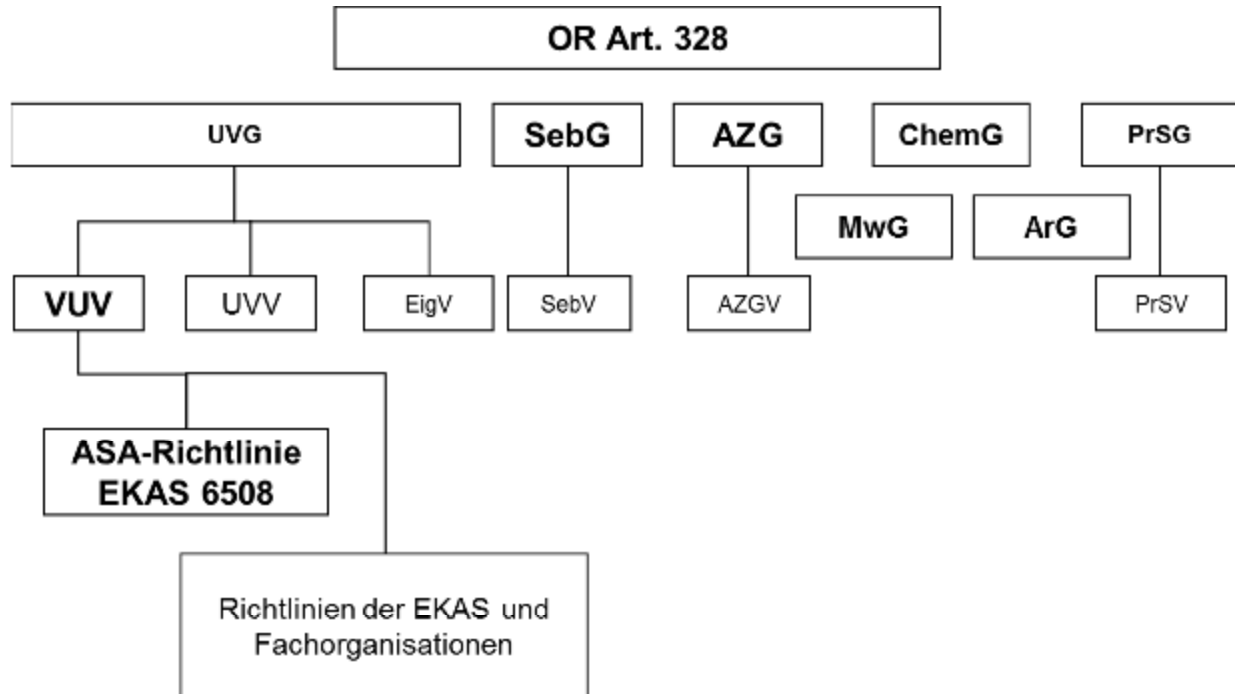 OR Art. 328
UVG
SebG
AZG
ChemG
PrSG
MwG
ArG
VUV
UVV
EigV
SebV
AZGV
PrSV
ASA-Richtlinie
EKAS 6508
Richtlinien der EKAS und
Fachorganisationen